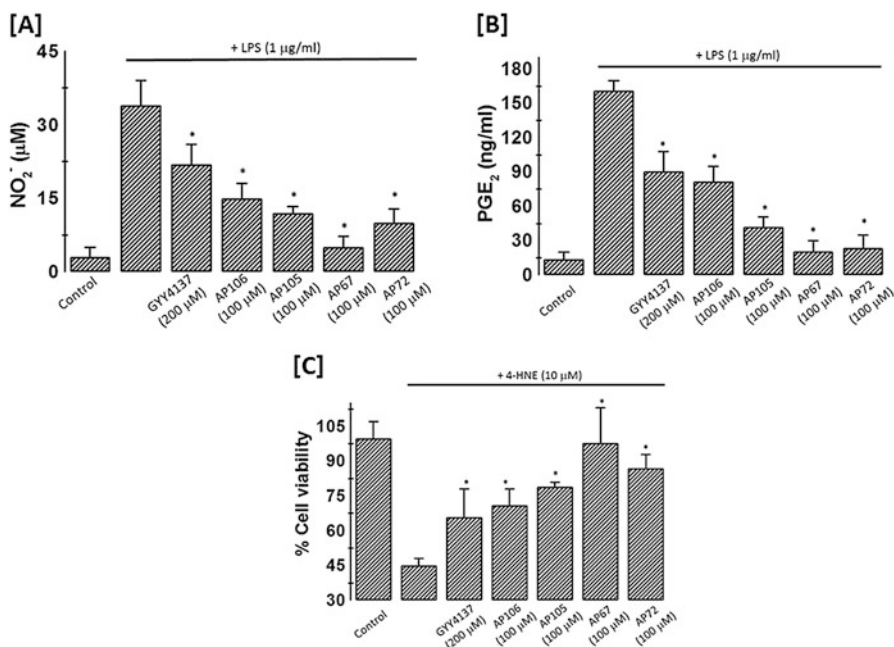 [A]
+ LPS (1 μg/ml)
NO2- (μM)
45
30
15
0
*
*
*
*
*
Control
GYY4137
(200 μM)
AP106
(100 μM)
AP105
(100 μM)
AP67
(100 μM)
AP72
(100 μM)
[B]
+ LPS (1 μg/ml)
PGE2 (ng/ml)
180
150
120
90
60
30
0
*
*
*
*
*
Control
GYY4137
(200 μM)
AP106
(100 μM)
AP105
(100 μM)
AP67
(100 μM)
AP72
(100 μM)
[C]
+ 4-HNE (10 μM)
% Cell viability
105
90
75
60
45
30
*
*
*
*
*
Control
GYY4137
(200 μM)
AP106
(100 μM)
AP105
(100 μM)
AP67
(100 μM)
AP72
(100 μM)